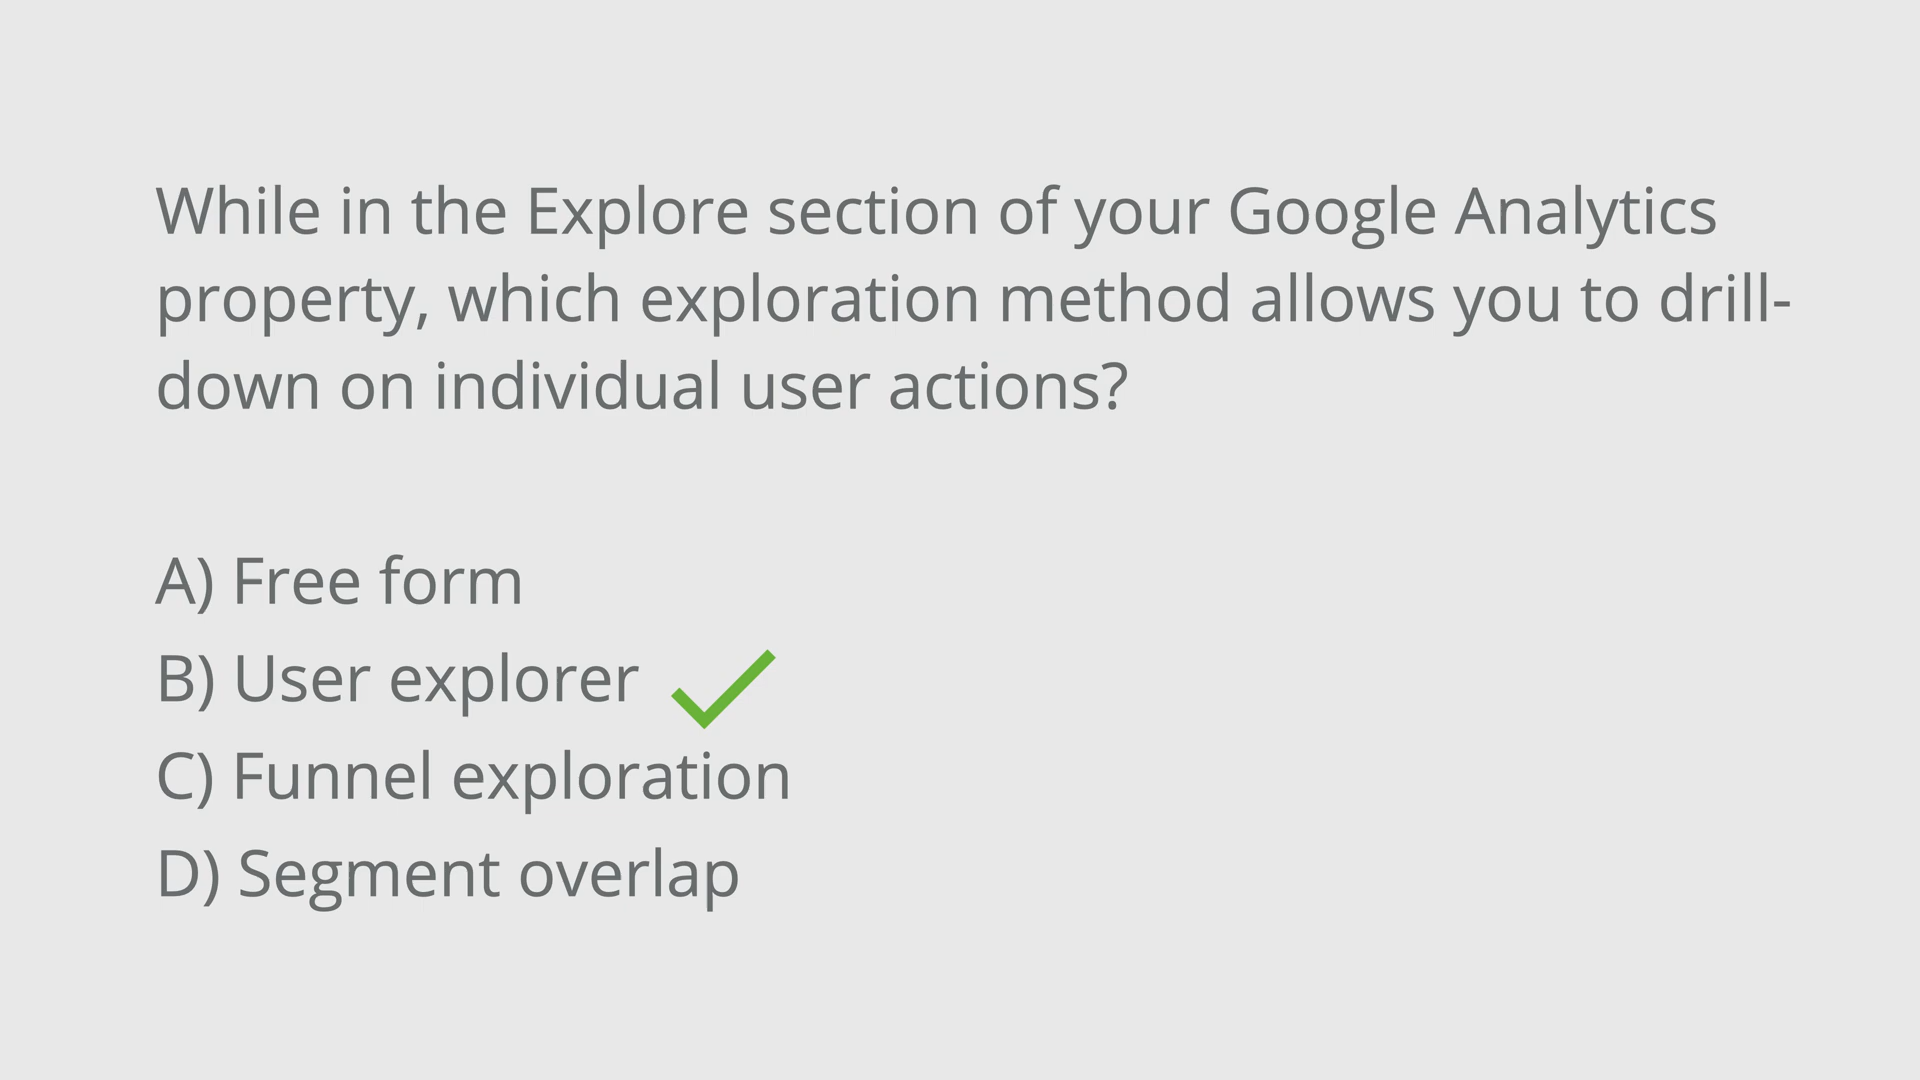 While in the Explore section of your Google Analytics
property, which exploration method allows you to drill-
down on individual user actions?
A) Free form
B) User explorer
C) Funnel exploration
D) Segment overlap